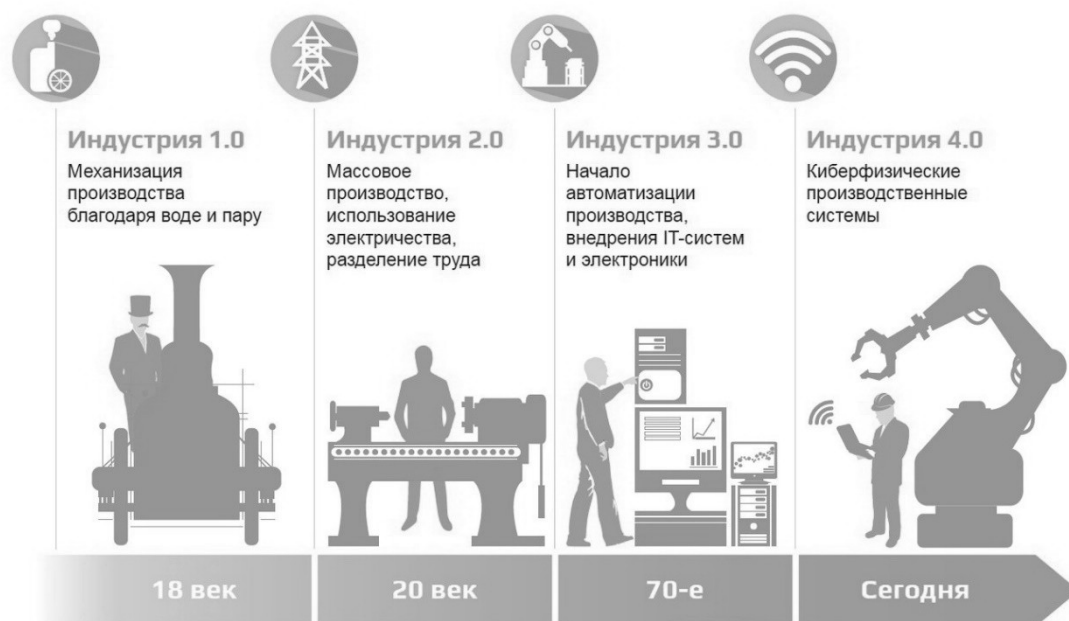 Индустрия 1.0
Механизация
производства
благодаря воде и пару
Индустрия 2.0
Массовое
производство,
использование
электричества,
разделение труда
Индустрия 3.0
Начало
автоматизации
производства,
внедрения IT-систем
и электроники
Индустрия 4.0
Киберфизические
производственные
системы
18 век
20 век
70-е
Сегодня